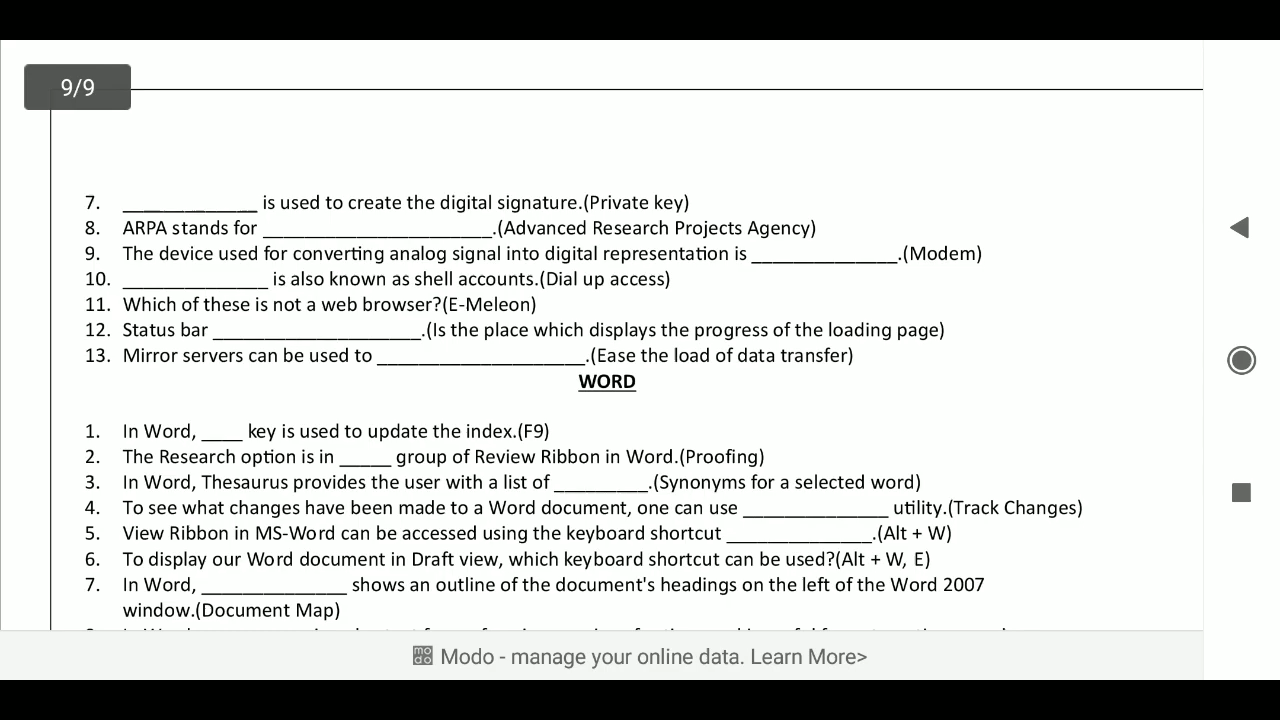 9/9
7. _____________ is used to create the digital signature.(Private key)
8. ARPA stands for ______________________.(Advanced Research Projects Agency)
9. The device used for converting analog signal into digital representation is ______________.(Modem)
10. ______________ is also known as shell accounts.(Dial up access)
11. Which of these is not a web browser?(E-Meleon)
12. Status bar ____________________.(Is the place which displays the progress of the loading page)
13. Mirror servers can be used to ____________________.(Ease the load of data transfer)
WORD
1. In Word, ____ key is used to update the index.(F9)
2. The Research option is in _____ group of Review Ribbon in Word.(Proofing)
3. In Word, Thesaurus provides the user with a list of _________.(Synonyms for a selected word)
4. To see what changes have been made to a Word document, one can use ______________ utility.(Track Changes)
5. View Ribbon in MS-Word can be accessed using the keyboard shortcut ______________.(Alt + W)
6. To display our Word document in Draft view, which keyboard shortcut can be used?(Alt + W, E)
7. In Word, ______________ shows an outline of the document's headings on the left of the Word 2007
window.(Document Map)
modo Modo - manage your online data. Learn More>